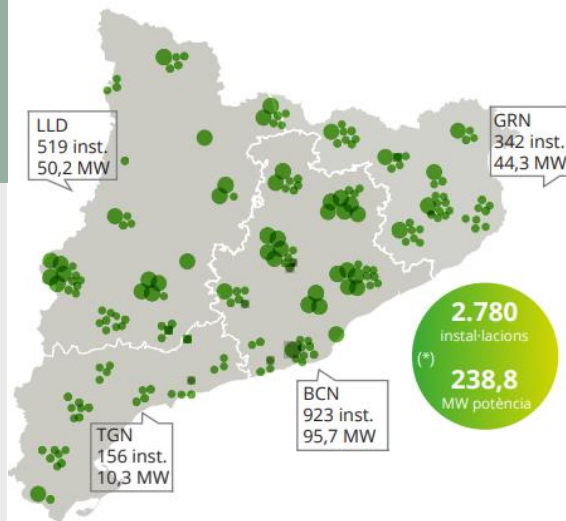 LLD
519 inst.
50,2 MW
GRN
342 inst.
44,3 MW
2.780
instal·lacions
(*)
238,8
MW potència
BCN
923 inst.
95,7 MW
TGN
156 inst.
10,3 MW